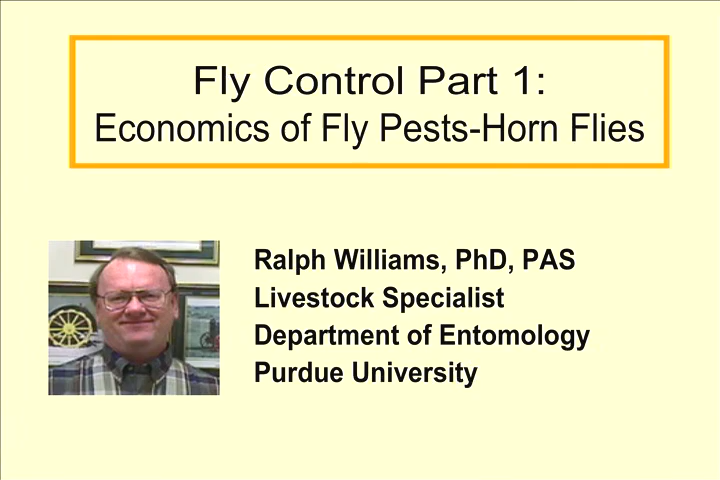 Fly Control Part 1:
Economics of Fly Pests-Horn Flies
Ralph Williams, PhD, PAS
Livestock Specialist
Department of Entomology
Purdue University